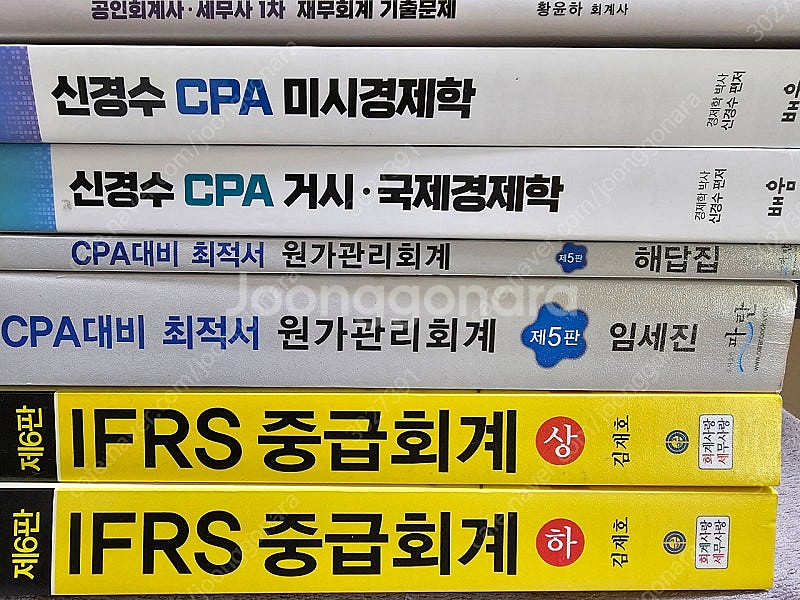 공인회계사·세무사 1차 재무회계 기출문제 황윤하 회계사
신경수 CPA 미시경제학 경제학 박사 신경수 편저 배움
신경수 CPA 거시·국제경제학 경제학 박사 신경수 편저 배움
CPA대비 최적서 원가관리회계 제5판 해답집
CPA대비 최적서 원가관리회계 제5판 임세진 파란
제6판 IFRS 중급회계 상 김재호 회계사랑 세무사랑
제6판 IFRS 중급회계 하 김재호 회계사랑 세무사랑
Joonggonara